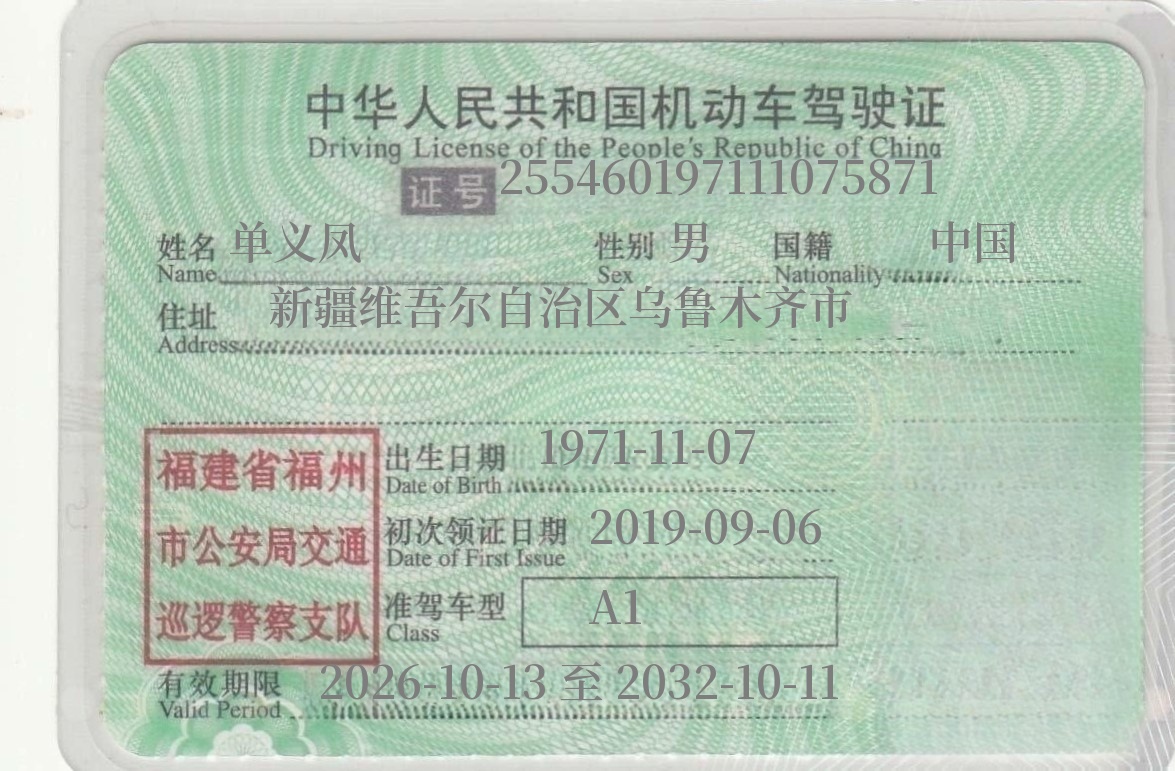 中华人民共和国机动车驾驶证
Driving License of the People's Republic of China
证号 255460197111075871
姓名 单义凤 性别 男 国籍 中国
Name Sex Nationality
住址 新疆维吾尔自治区乌鲁木齐市
Address
福建省福州
市公安局交通
巡逻警察支队
出生日期 1971-11-07
Date of Birth
初次领证日期 2019-09-06
Date of First Issue
准驾车型 A1
Class
有效期限 2026-10-13 至 2032-10-11
Valid Period